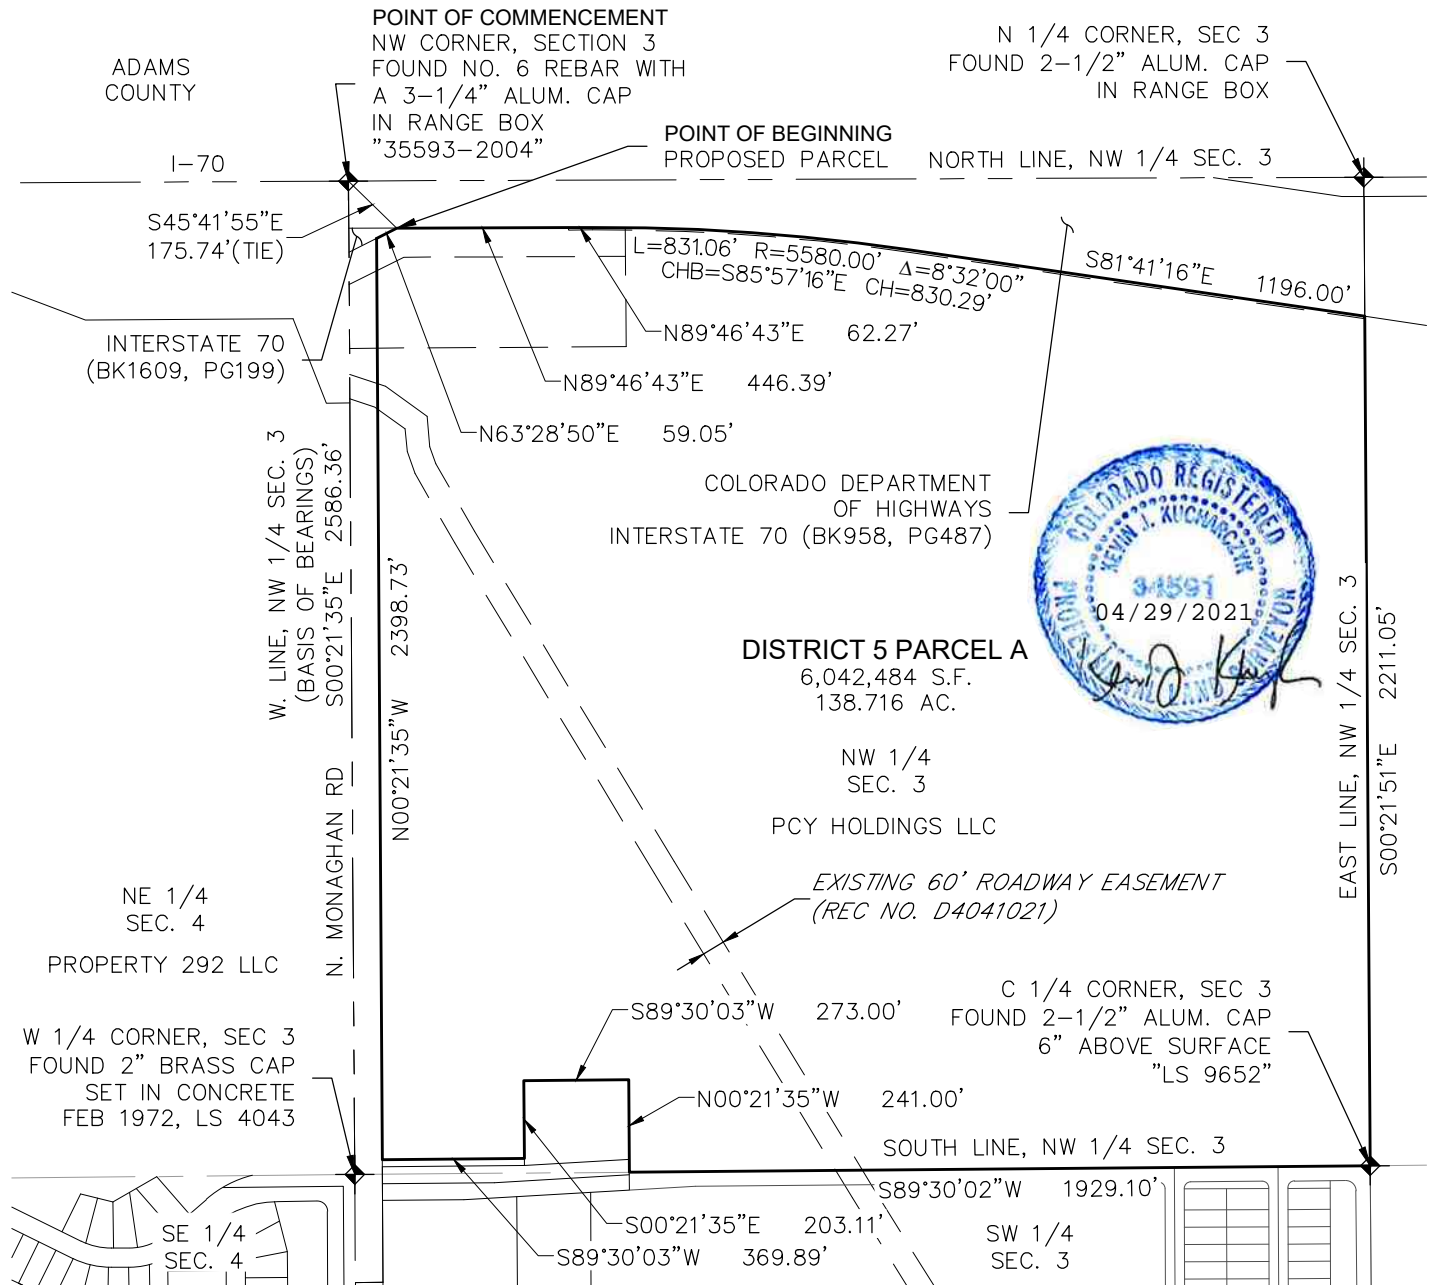 POINT OF COMMENCEMENT
NW CORNER, SECTION 3
FOUND NO. 6 REBAR WITH
A 3-1/4" ALUM. CAP
IN RANGE BOX
"35593-2004"
N 1/4 CORNER, SEC 3
FOUND 2-1/2" ALUM. CAP
IN RANGE BOX
ADAMS
COUNTY
POINT OF BEGINNING
PROPOSED PARCEL
NORTH LINE, NW 1/4 SEC. 3
I-70
S45°41'55"E
175.74'(TIE)
L=831.06' R=5580.00' Δ=8°32'00"
CHB=S85°57'16"E CH=830.29'
S81°41'16"E 1196.00'
INTERSTATE 70
(BK1609, PG199)
N89°46'43"E 62.27'
N89°46'43"E 446.39'
N63°28'50"E 59.05'
W. LINE, NW 1/4 SEC. 3
(BASIS OF BEARINGS)
S00°21'35"E 2586.36'
N00°21'35"W 2398.73'
COLORADO DEPARTMENT
OF HIGHWAYS
INTERSTATE 70 (BK958, PG487)
COLORADO REGISTERED
KEVIN J. KUCHARCZYK
34591
04/29/2021
PROFESSIONAL LAND SURVEYOR
DISTRICT 5 PARCEL A
6,042,484 S.F.
138.716 AC.
NW 1/4
SEC. 3
PCY HOLDINGS LLC
EAST LINE, NW 1/4 SEC. 3
S00°21'51"E 2211.05'
N. MONAGHAN RD
EXISTING 60' ROADWAY EASEMENT
(REC NO. D4041021)
NE 1/4
SEC. 4
PROPERTY 292 LLC
W 1/4 CORNER, SEC 3
FOUND 2" BRASS CAP
SET IN CONCRETE
FEB 1972, LS 4043
S89°30'03"W 273.00'
C 1/4 CORNER, SEC 3
FOUND 2-1/2" ALUM. CAP
6" ABOVE SURFACE
"LS 9652"
N00°21'35"W 241.00'
SOUTH LINE, NW 1/4 SEC. 3
S89°30'02"W 1929.10'
S00°21'35"E 203.11'
S89°30'03"W 369.89'
SE 1/4
SEC. 4
SW 1/4
SEC. 3